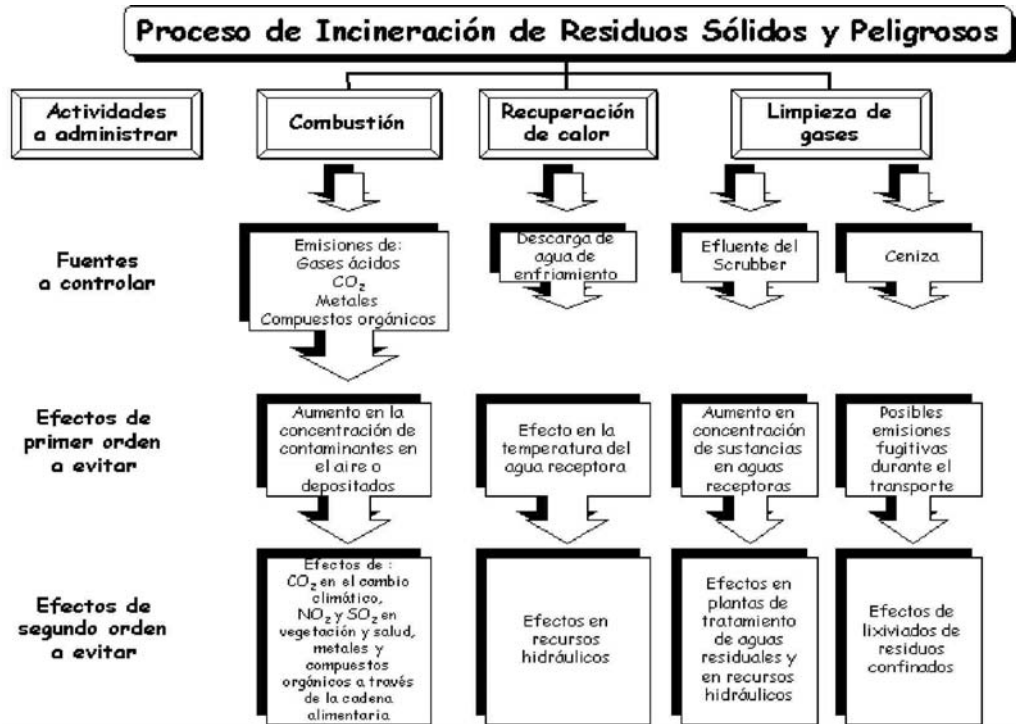 Proceso de Incineración de Residuos Sólidos y Peligrosos
Actividades
a administrar
Combustión
Recuperación
de calor
Limpieza de
gases
Fuentes
a controlar
Emisiones de:
Gases ácidos
CO₂
Metales
Compuestos orgánicos
Descarga de
agua de
enfriamiento
Efluente del
Scrubber
Ceniza
Efectos de
primer orden
a evitar
Aumento en la
concentración de
contaminantes en
el aire o
depositados
Efecto en la
temperatura del
agua receptora
Aumento en
concentración
de sustancias
en aguas
receptoras
Posibles
emisiones
fugitivas
durante el
transporte
Efectos de
segundo orden
a evitar
Efectos de :
CO₂ en el cambio
climático,
NO₂ y SO₂ en
vegetación y salud,
metales y
compuestos
orgánicos a través
de la cadena
alimentaria
Efectos en
recursos
hidráulicos
Efectos en
plantas de
tratamiento
de aguas
residuales y
en recursos
hidráulicos
Efectos de
lixiviados de
residuos
confinados